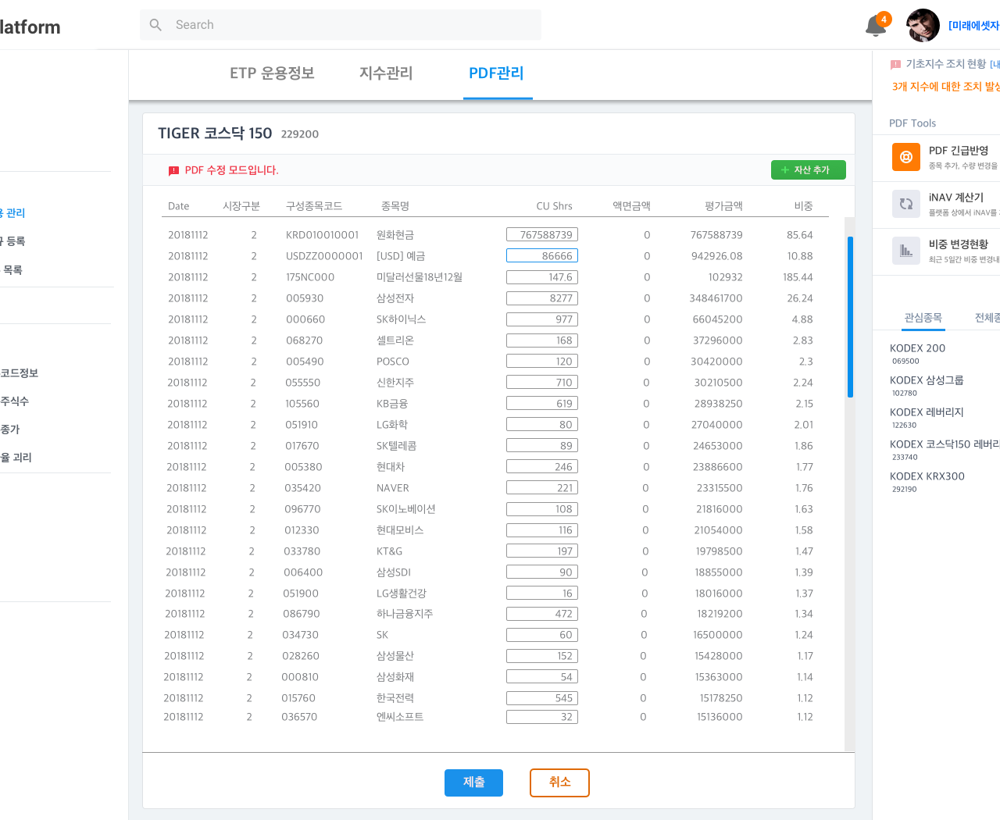 latform
Search
4
[미래에셋자
ETP 운용정보
지수관리
PDF관리
기초지수 조치 현황 [내
3개 지수에 대한 조치 발생
TIGER 코스닥 150 229200
PDF 수정 모드입니다.
자산 추가
PDF Tools
PDF 긴급반영
종목 추가, 수량 변경을
iNAV 계산기
플랫폼 상에서 iNAV를
비중 변경현황
최근 5일간 비중 변경내
관심종목
전체종
KODEX 200
069500
KODEX 삼성그룹
102780
KODEX 레버리지
122630
KODEX 코스닥150 레버리
233740
KODEX KRX300
292190
관리
등록
목록
코드정보
주식수
종가
율 괴리
Date 시장구분 구성종목코드 종목명 CU Shrs 액면금액 평가금액 비중
20181112 2 KRD010010001 원화현금 767588739 0 767588739 85.64
20181112 2 USDZZ0000001 [USD] 예금 86666 0 942926.08 10.88
20181112 2 175NC000 미달러선물18년12월 147.6 0 102932 185.44
20181112 2 005930 삼성전자 8277 0 348461700 26.24
20181112 2 000660 SK하이닉스 977 0 66045200 4.88
20181112 2 068270 셀트리온 168 0 37296000 2.83
20181112 2 005490 POSCO 120 0 30420000 2.3
20181112 2 055550 신한지주 710 0 30210500 2.24
20181112 2 105560 KB금융 619 0 28938250 2.15
20181112 2 051910 LG화학 80 0 27040000 2.01
20181112 2 017670 SK텔레콤 89 0 24653000 1.86
20181112 2 005380 현대차 246 0 23886600 1.77
20181112 2 035420 NAVER 221 0 23315500 1.76
20181112 2 096770 SK이노베이션 108 0 21816000 1.63
20181112 2 012330 현대모비스 116 0 21054000 1.58
20181112 2 033780 KT&G 197 0 19798500 1.47
20181112 2 006400 삼성SDI 90 0 18855000 1.39
20181112 2 051900 LG생활건강 16 0 18016000 1.37
20181112 2 086790 하나금융지주 472 0 18219200 1.34
20181112 2 034730 SK 60 0 16500000 1.24
20181112 2 028260 삼성물산 152 0 15428000 1.17
20181112 2 000810 삼성화재 54 0 15363000 1.14
20181112 2 015760 한국전력 545 0 15178250 1.12
20181112 2 036570 엔씨소프트 32 0 15136000 1.12
제출
취소